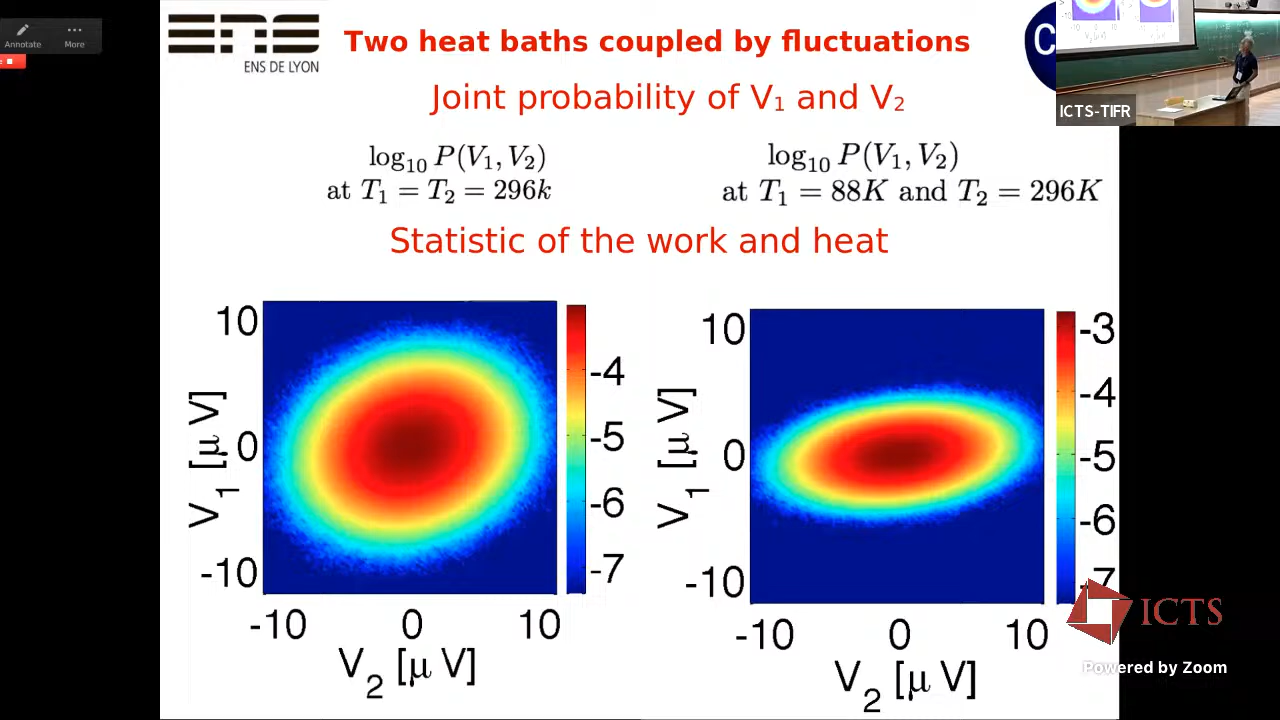 Annotate
More
ens
ENS DE LYON
Two heat baths coupled by fluctuations
C
ICTS-TIFR
Joint probability of V₁ and V₂
log₁₀ P(V₁, V₂)
at T₁ = T₂ = 296k
log₁₀ P(V₁, V₂)
at T₁ = 88K and T₂ = 296K
Statistic of the work and heat
10
0
-10
V₁ [μ V]
-10 0 10
V₂ [μ V]
-4
-5
-6
-7
10
0
-10
V₁ [μ V]
-10 0 10
V₂ [μ V]
-3
-4
-5
-6
-7
ICTS
Powered by Zoom